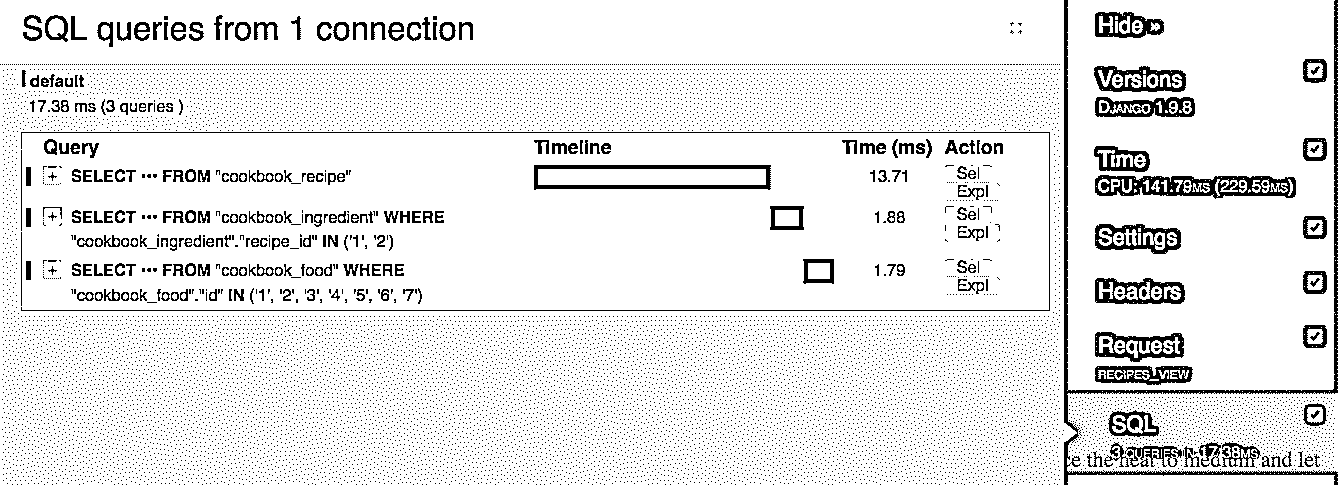 SQL queries from 1 connection
default
17.38 ms (3 queries )
Query Timeline Time (ms) Action
+ SELECT ••• FROM "cookbook_recipe" 13.71 Sel
Expl
+ SELECT ••• FROM "cookbook_ingredient" WHERE 1.88 Sel
"cookbook_ingredient"."recipe_id" IN ('1', '2') Expl
+ SELECT ••• FROM "cookbook_food" WHERE 1.79 Sel
"cookbook_food"."id" IN ('1', '2', '3', '4', '5', '6', '7') Expl
Hide »
Versions
Django 1.9.8
Time
CPU: 141.79ms (229.59ms)
Settings
Headers
Request
recipes_view
SQL
3 queries in 17.38ms
ce the heat to medium and let